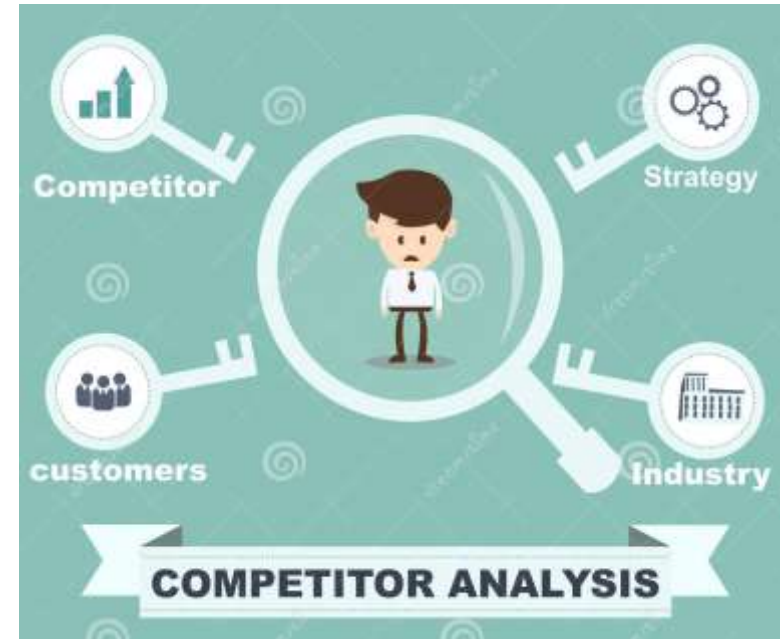 Competitor
Strategy
customers
Industry
COMPETITOR ANALYSIS